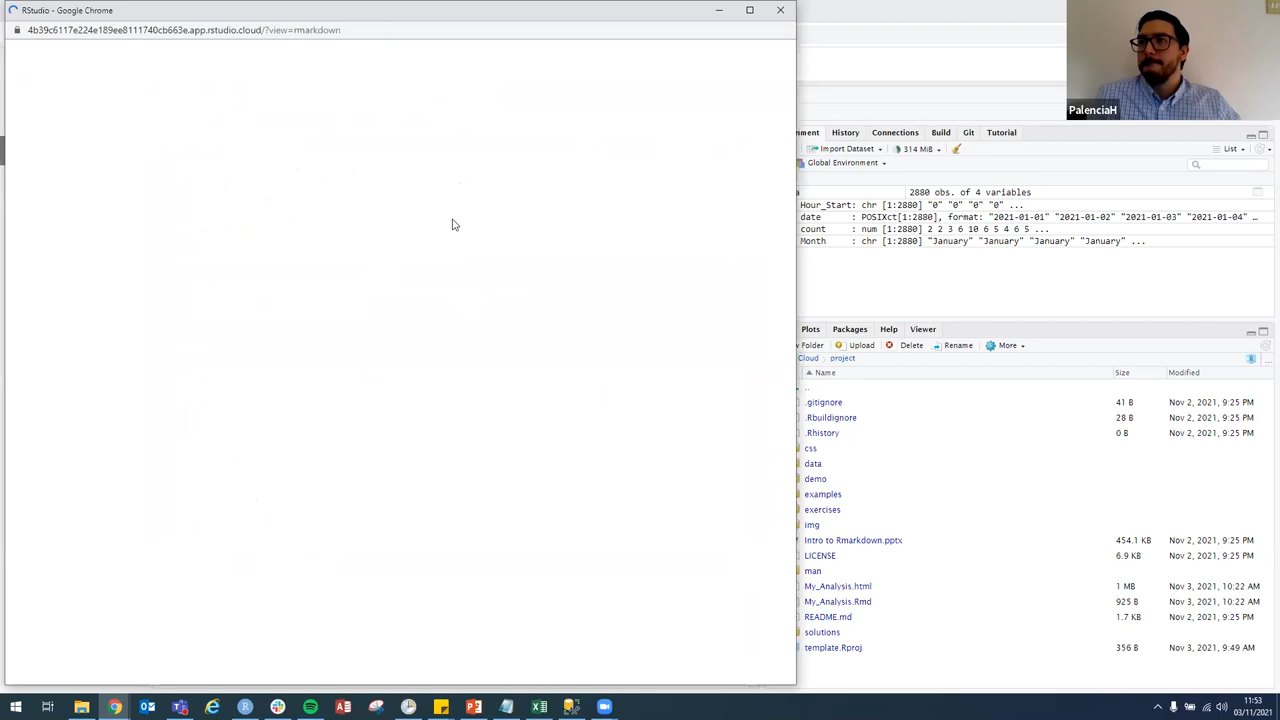 RStudio - Google Chrome
4b39c6117e224e189ee8111740cb663e.app.rstudio.cloud/?view=rmarkdown
PalenciaH
nment History Connections Build Git Tutorial
Import Dataset 314 MiB List
Global Environment
a 2880 obs. of 4 variables
Hour_Start: chr [1:2880] "0" "0" "0" "0" ...
date : POSIXct[1:2880], format: "2021-01-01" "2021-01-02" "2021-01-03" "2021-01-04" ...
count : num [1:2880] 2 2 3 6 10 6 5 4 6 5 ...
Month : chr [1:2880] "January" "January" "January" "January" ...
Plots Packages Help Viewer
v Folder Upload Delete Rename More
Cloud project
Name Size Modified
..
.gitignore 41 B Nov 2, 2021, 9:25 PM
.Rbuildignore 28 B Nov 2, 2021, 9:25 PM
.Rhistory 0 B Nov 2, 2021, 9:25 PM
css
data
demo
examples
exercises
img
Intro to Rmarkdown.pptx 454.1 KB Nov 2, 2021, 9:25 PM
LICENSE 6.9 KB Nov 2, 2021, 9:25 PM
man
My_Analysis.html 1 MB Nov 3, 2021, 10:22 AM
My_Analysis.Rmd 925 B Nov 3, 2021, 10:22 AM
README.md 1.7 KB Nov 2, 2021, 9:25 PM
solutions
template.Rproj 356 B Nov 3, 2021, 9:49 AM
11:53
03/11/2021